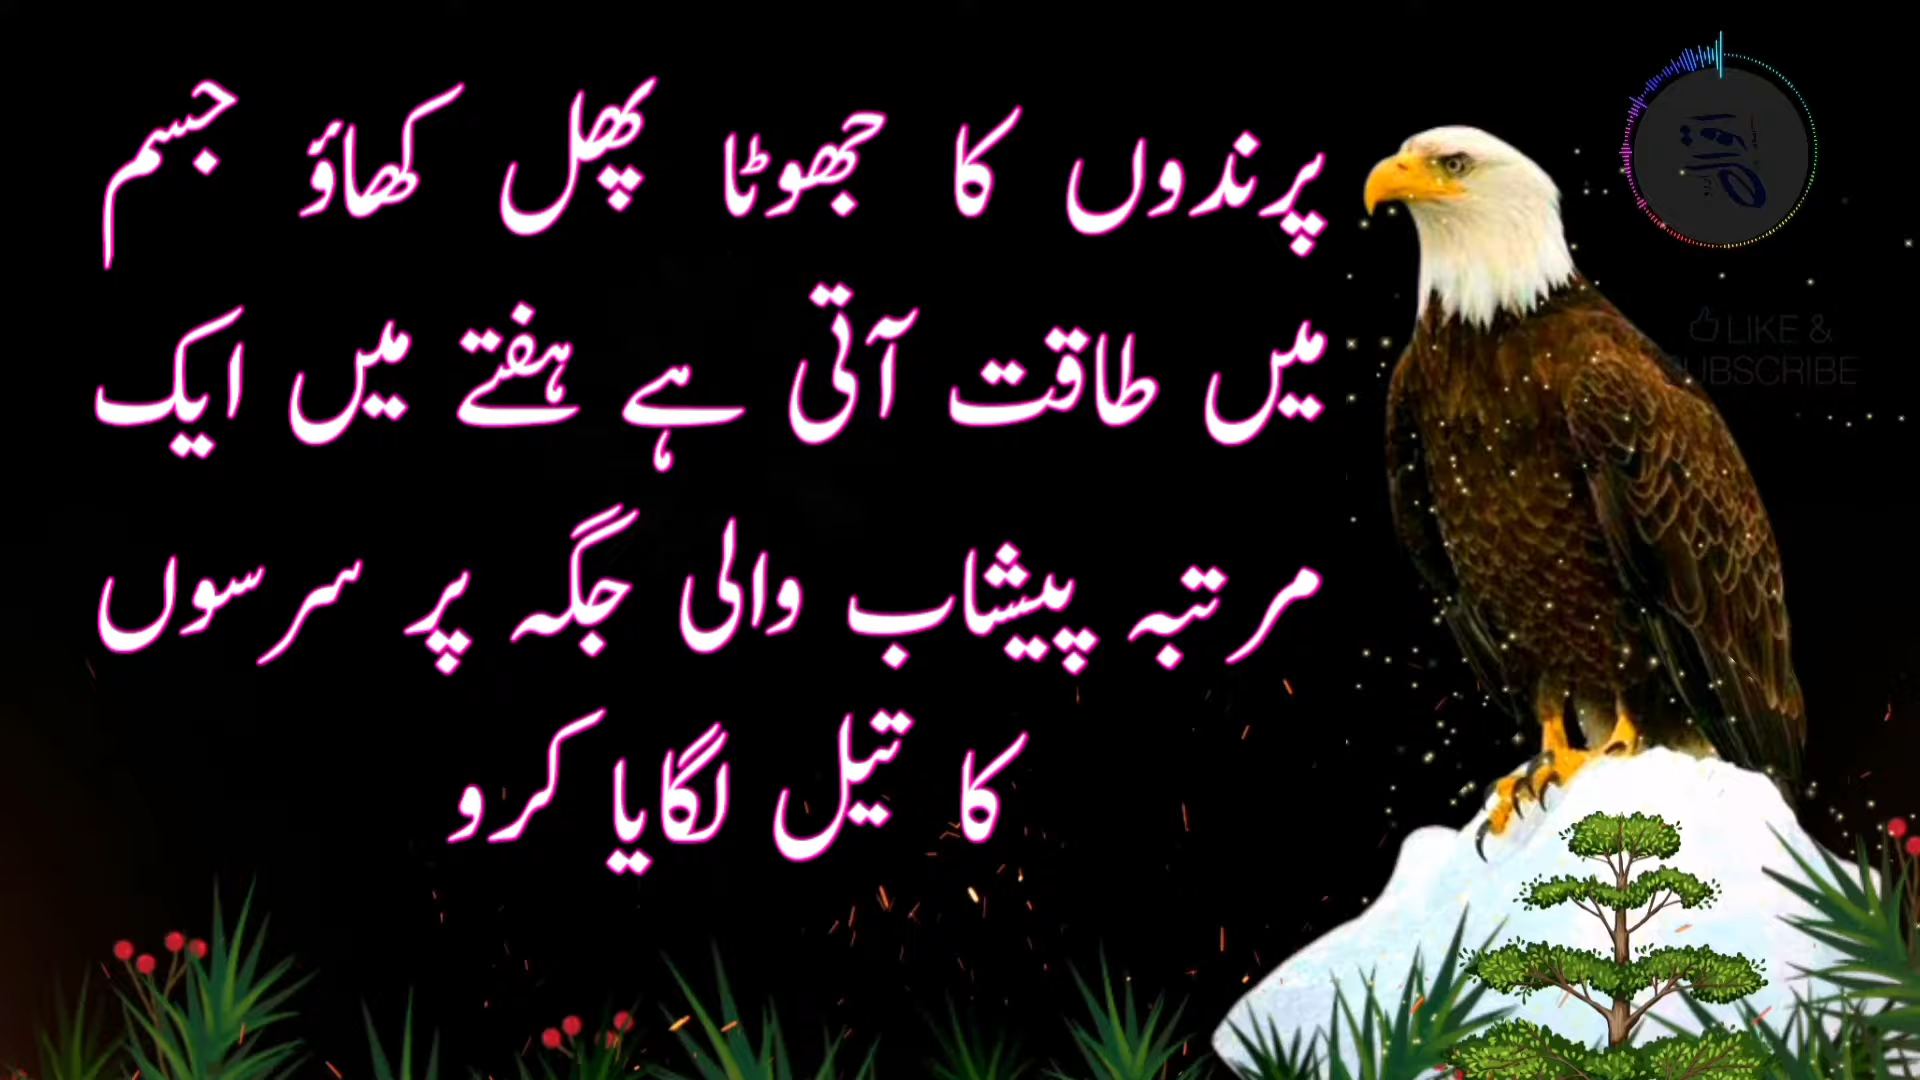 پرندوں کا جھوٹا پھل کھاؤ جسم
میں طاقت آتی ہے ہفتے میں ایک
مرتبہ پیشاب والی جگہ پر سرسوں
کا تیل لگایا کرو
LIKE &
SUBSCRIBE